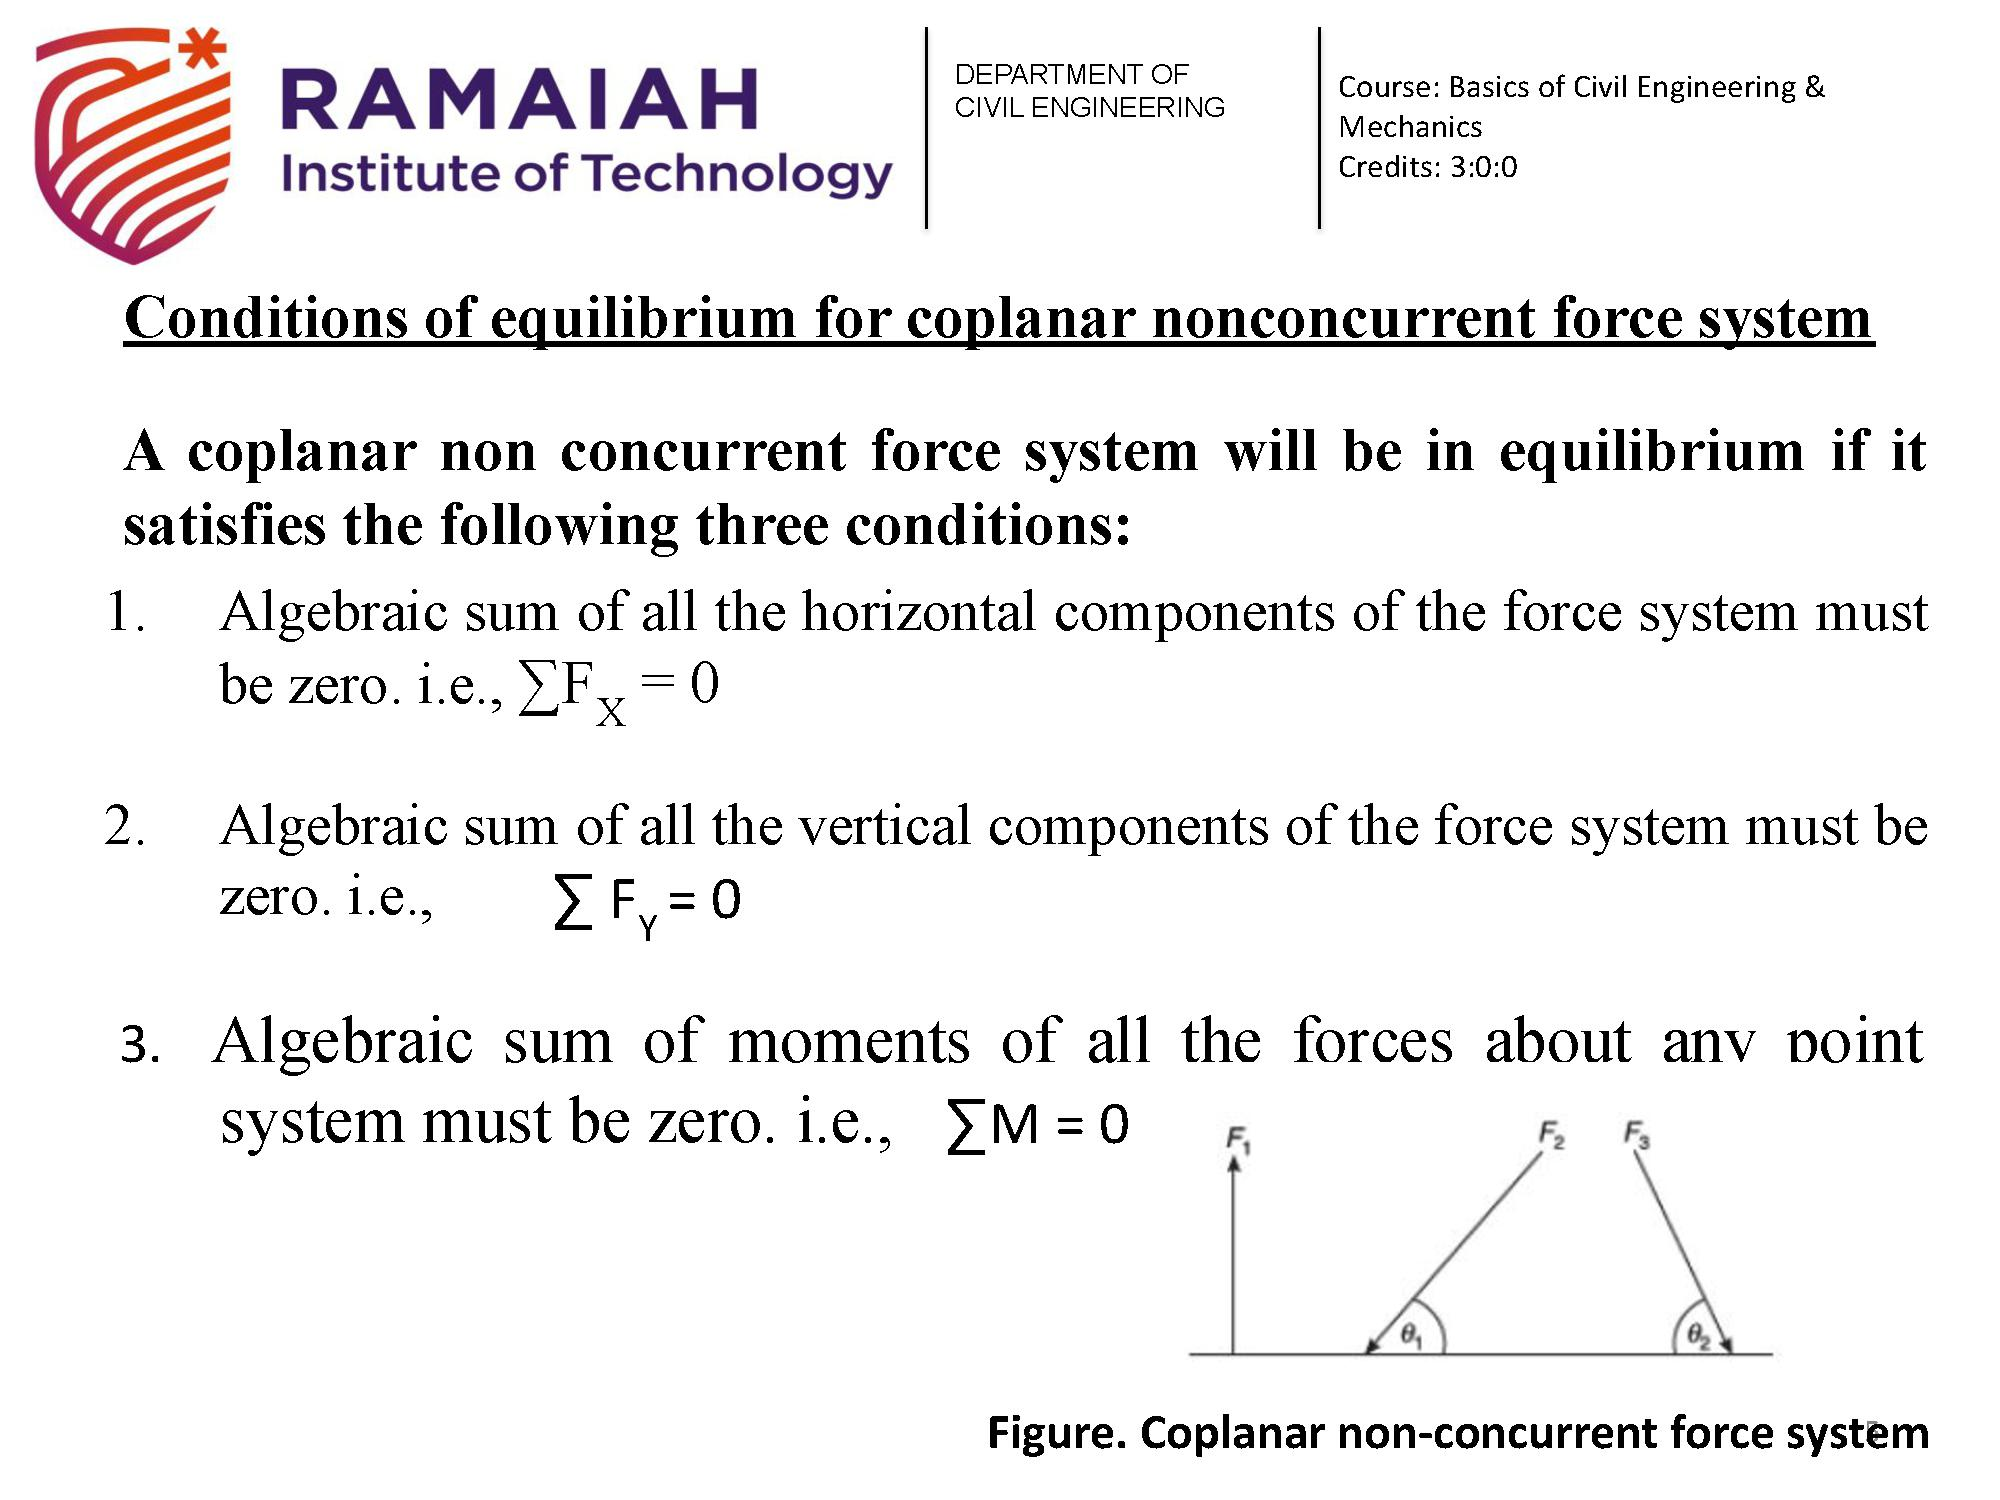 RAMAIAH
Institute of Technology
DEPARTMENT OF
CIVIL ENGINEERING
Course: Basics of Civil Engineering &
Mechanics
Credits: 3:0:0
Conditions of equilibrium for coplanar nonconcurrent force system
A coplanar non concurrent force system will be in equilibrium if it
satisfies the following three conditions:
1. Algebraic sum of all the horizontal components of the force system must
be zero. i.e., ∑F_X = 0
2. Algebraic sum of all the vertical components of the force system must be
zero. i.e., ∑ F_Y = 0
3. Algebraic sum of moments of all the forces about any point
system must be zero. i.e., ∑M = 0
F₁ F₂ F₃
θ₁ θ₂
Figure. Coplanar non-concurrent force system